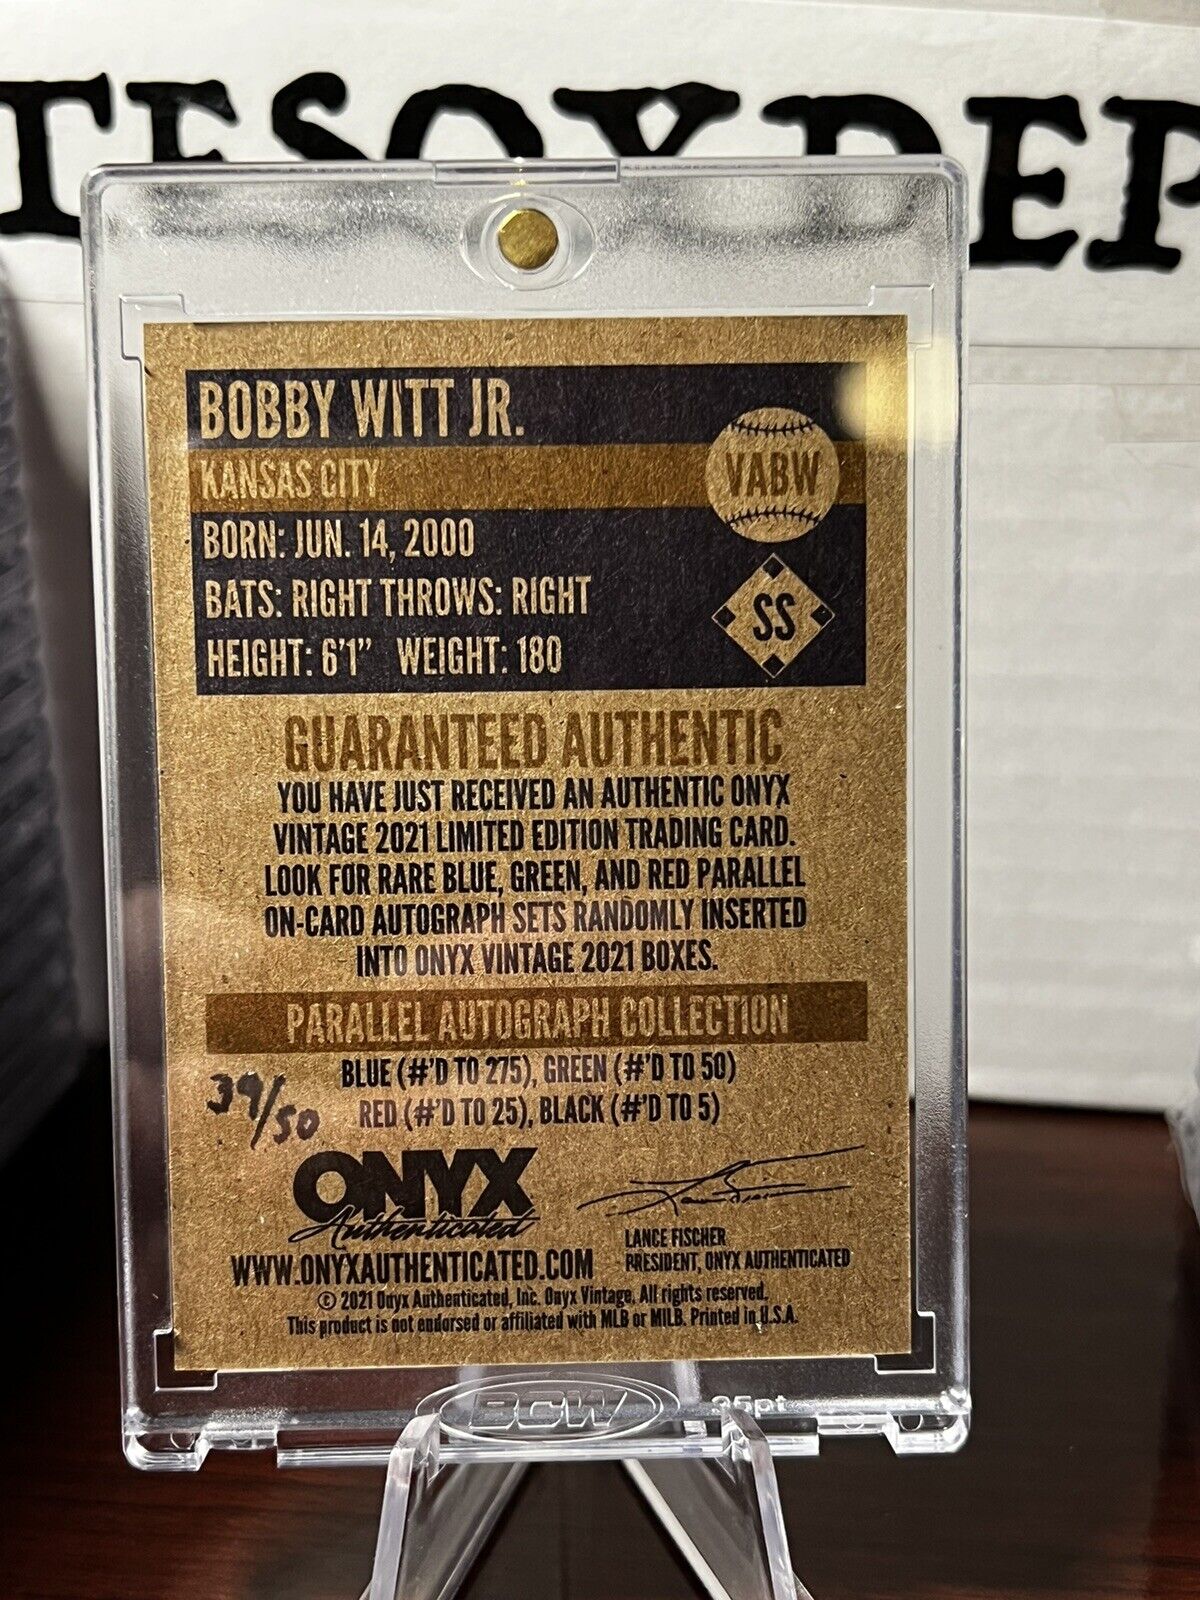 TESOXDEP
BOBBY WITT JR.
KANSAS CITY
VABW
BORN: JUN. 14, 2000
BATS: RIGHT THROWS: RIGHT
SS
HEIGHT: 6'1" WEIGHT: 180
GUARANTEED AUTHENTIC
YOU HAVE JUST RECEIVED AN AUTHENTIC ONYX
VINTAGE 2021 LIMITED EDITION TRADING CARD.
LOOK FOR RARE BLUE, GREEN, AND RED PARALLEL
ON-CARD AUTOGRAPH SETS RANDOMLY INSERTED
INTO ONYX VINTAGE 2021 BOXES.
PARALLEL AUTOGRAPH COLLECTION
BLUE (#'D TO 275), GREEN (#'D TO 50)
RED (#'D TO 25), BLACK (#'D TO 5)
39/50
ONYX
Authenticated
LANCE FISCHER
PRESIDENT, ONYX AUTHENTICATED
WWW.ONYXAUTHENTICATED.COM
© 2021 Onyx Authenticated, Inc. Onyx Vintage. All rights reserved.
This product is not endorsed or affiliated with MLB or MILB. Printed in U.S.A.
BCW
35pt